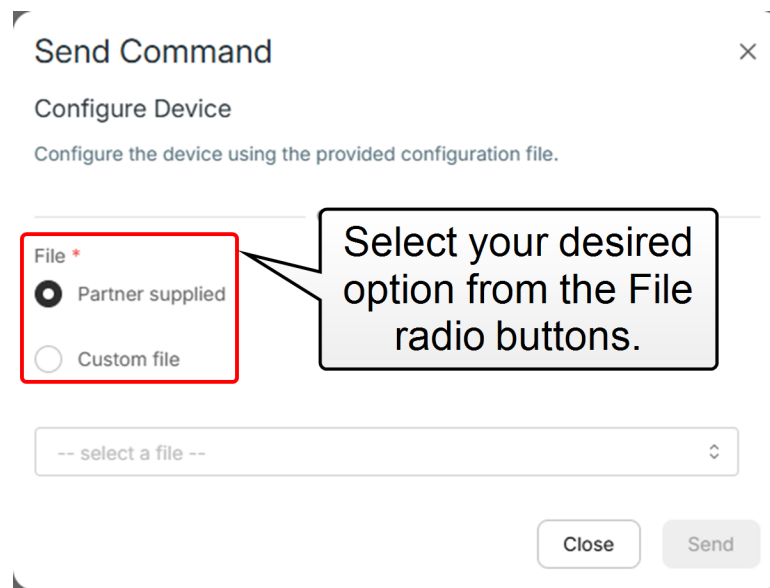 Send Command
Configure Device
Configure the device using the provided configuration file.
File *
Partner supplied
Custom file
Select your desired
option from the File
radio buttons.
-- select a file --
Close
Send